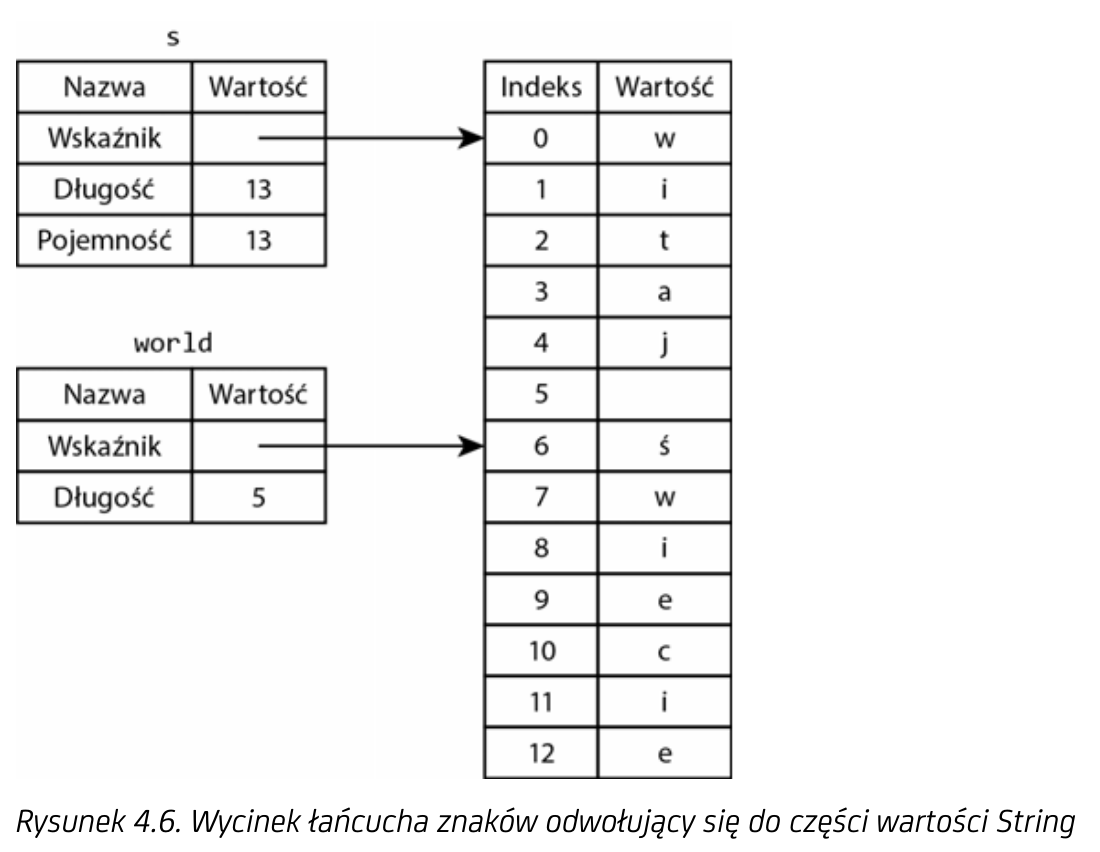 s
Nazwa Wartość
Wskaźnik
Długość 13
Pojemność 13
world
Nazwa Wartość
Wskaźnik
Długość 5
Indeks Wartość
0 w
1 i
2 t
3 a
4 j
5
6 ś
7 w
8 i
9 e
10 c
11 i
12 e
Rysunek 4.6. Wycinek łańcucha znaków odwołujący się do części wartości String